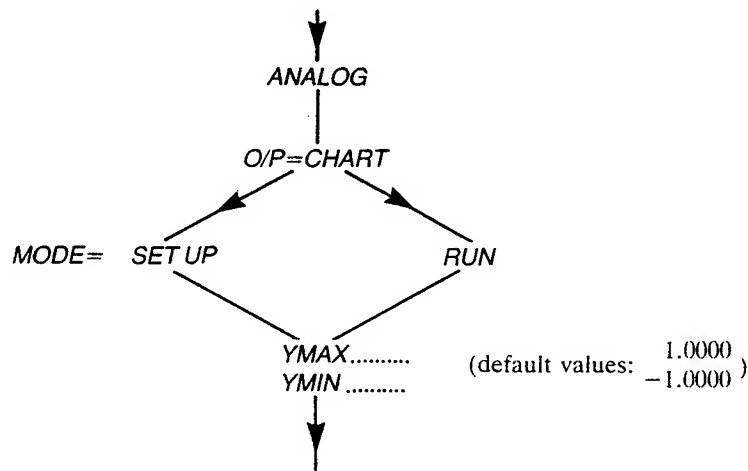 ANALOG
O/P=CHART
MODE= SET UP RUN
YMAX.......... (default values: 1.0000
YMIN .......... −1.0000 )